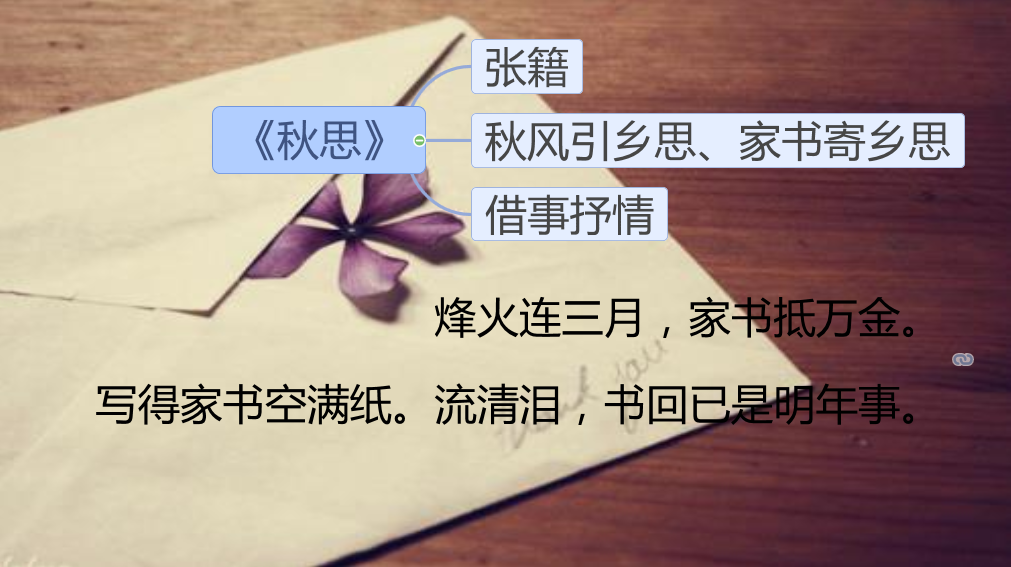 张籍
《秋思》
秋风引乡思、家书寄乡思
借事抒情
烽火连三月，家书抵万金。
写得家书空满纸。流清泪，书回已是明年事。
you